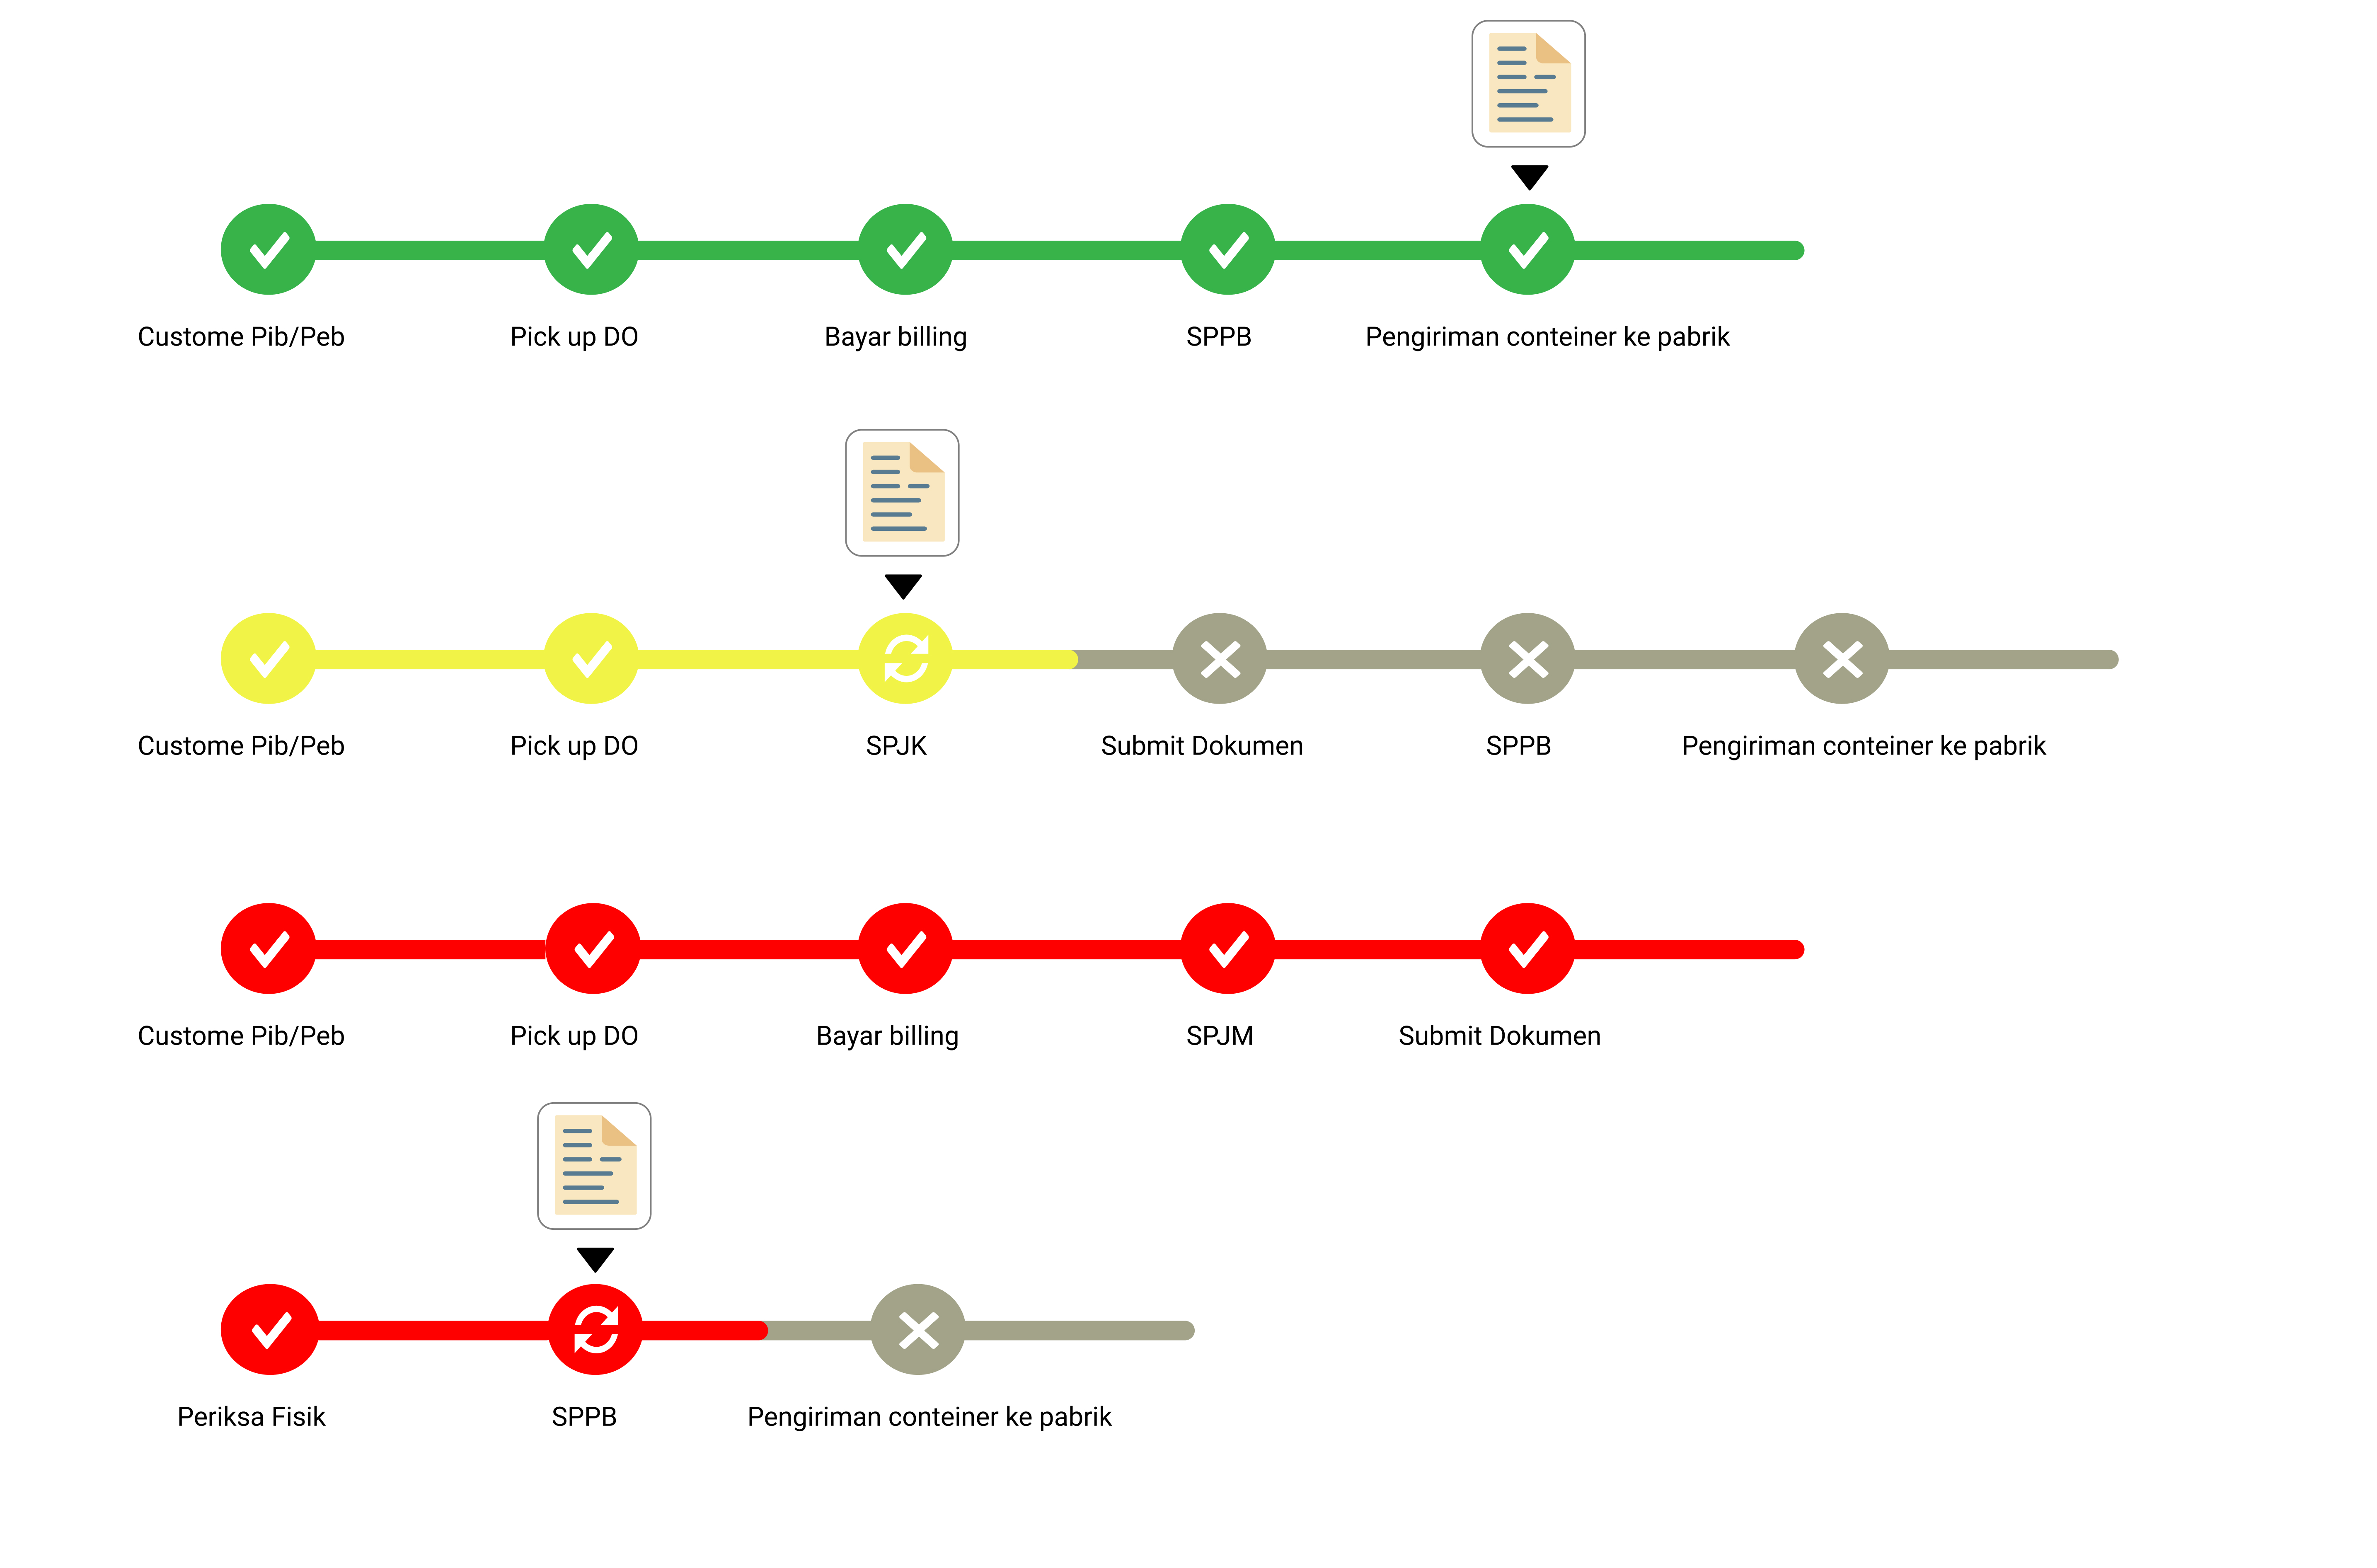 Custome Pib/Peb
Pick up DO
Bayar billing
SPPB
Pengiriman conteiner ke pabrik
Custome Pib/Peb
Pick up DO
SPJK
Submit Dokumen
SPPB
Pengiriman conteiner ke pabrik
Custome Pib/Peb
Pick up DO
Bayar billing
SPJM
Submit Dokumen
Periksa Fisik
SPPB
Pengiriman conteiner ke pabrik